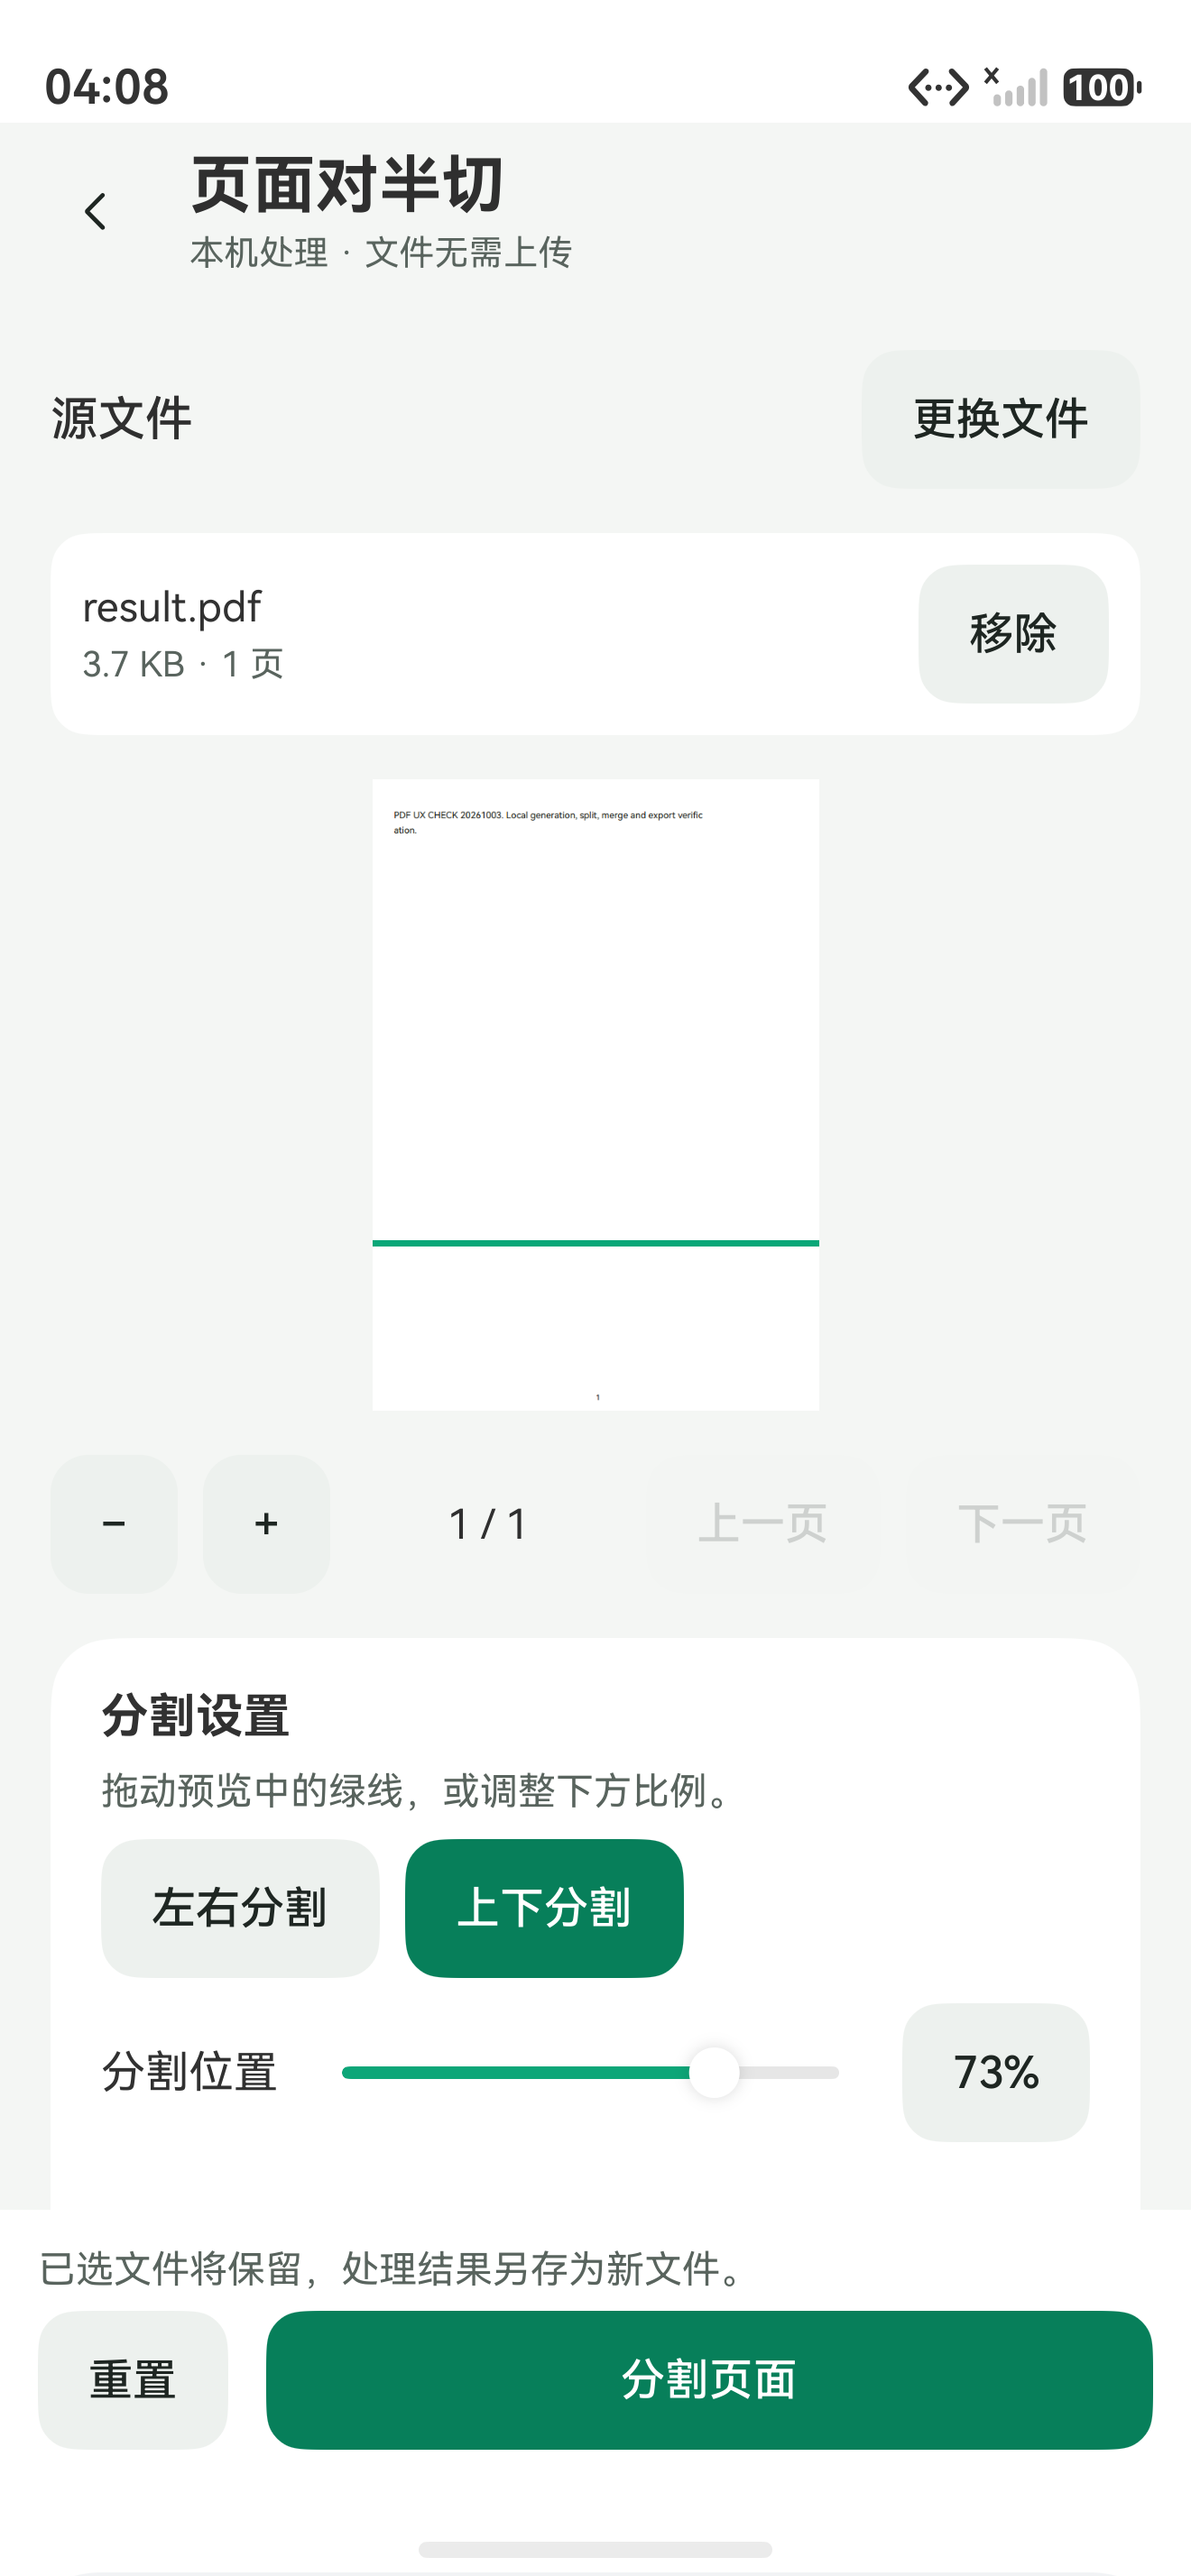 04:08
100
页面对半切
本机处理 · 文件无需上传
源文件
更换文件
result.pdf
3.7 KB · 1 页
移除
PDF UX CHECK 20261003. Local generation, split, merge and export verific
ation.
1
− + 1 / 1 上一页 下一页
分割设置
拖动预览中的绿线，或调整下方比例。
左右分割 上下分割
分割位置 73%
已选文件将保留，处理结果另存为新文件。
重置 分割页面